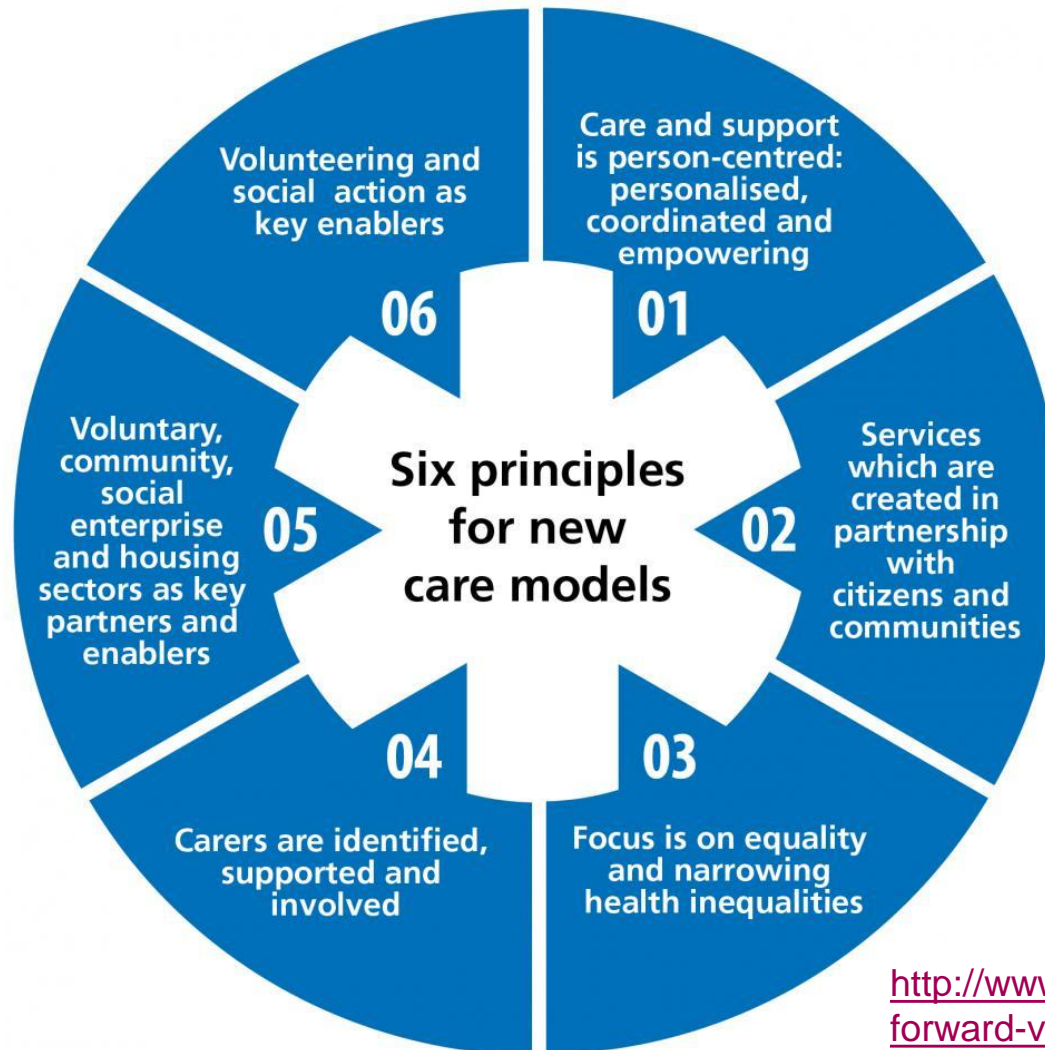 Six principles
for new
care models
Care and support
is person-centred:
personalised,
coordinated and
empowering
01
Services
which are
created in
partnership
with
citizens and
communities
02
03
Focus is on equality
and narrowing
health inequalities
04
Carers are identified,
supported and
involved
Voluntary,
community,
social
enterprise
and housing
sectors as key
partners and
enablers
05
Volunteering and
social action as
key enablers
06
http://www
forward-v